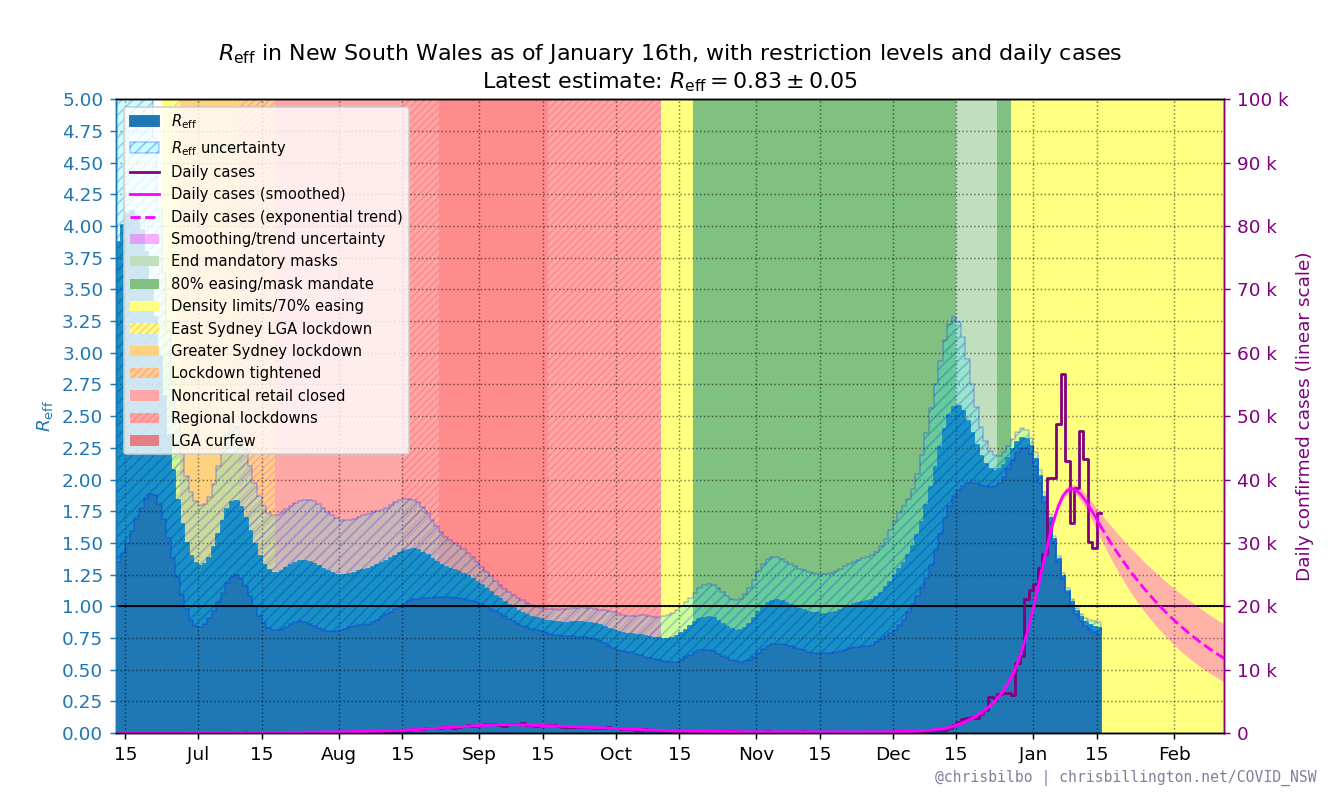 R_eff in New South Wales as of January 16th, with restriction levels and daily cases
Latest estimate: R_eff = 0.83 ± 0.05
R_eff
R_eff uncertainty
Daily cases
Daily cases (smoothed)
Daily cases (exponential trend)
Smoothing/trend uncertainty
End mandatory masks
80% easing/mask mandate
Density limits/70% easing
East Sydney LGA lockdown
Greater Sydney lockdown
Lockdown tightened
Noncritical retail closed
Regional lockdowns
LGA curfew
R_eff
5.00
4.75
4.50
4.25
4.00
3.75
3.50
3.25
3.00
2.75
2.50
2.25
2.00
1.75
1.50
1.25
1.00
0.75
0.50
0.25
0.00
100 k
90 k
80 k
70 k
60 k
50 k
40 k
30 k
20 k
10 k
0
Daily confirmed cases (linear scale)
15 Jul 15 Aug 15 Sep 15 Oct 15 Nov 15 Dec 15 Jan 15 Feb
@chrisbilbo | chrisbillington.net/COVID_NSW